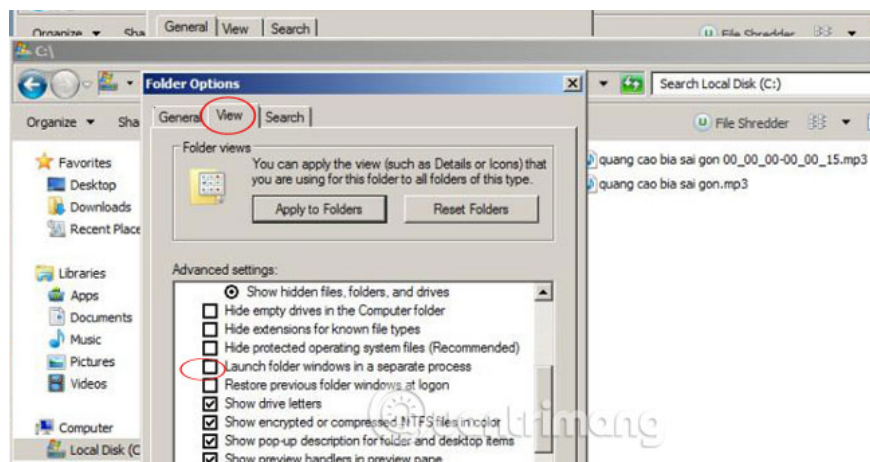 General View Search
Organize Sha File Shredder
C:\
Folder Options
Search Local Disk (C:)
General View Search
Organize Sha
File Shredder
Folder views
You can apply the view (such as Details or Icons) that
you are using for this folder to all folders of this type.
Apply to Folders Reset Folders
quang cao bia sai gon 00_00_00-00_00_15.mp3
quang cao bia sai gon.mp3
Favorites
Desktop
Downloads
Recent Place
Libraries
Apps
Documents
Music
Pictures
Videos
Computer
Local Disk (C
Advanced settings:
Show hidden files, folders, and drives
Hide empty drives in the Computer folder
Hide extensions for known file types
Hide protected operating system files (Recommended)
Launch folder windows in a separate process
Restore previous folder windows at logon
Show drive letters
Show encrypted or compressed NTFS files in color
Show pop-up description for folder and desktop items
Show preview handlers in preview pane
quantrimang